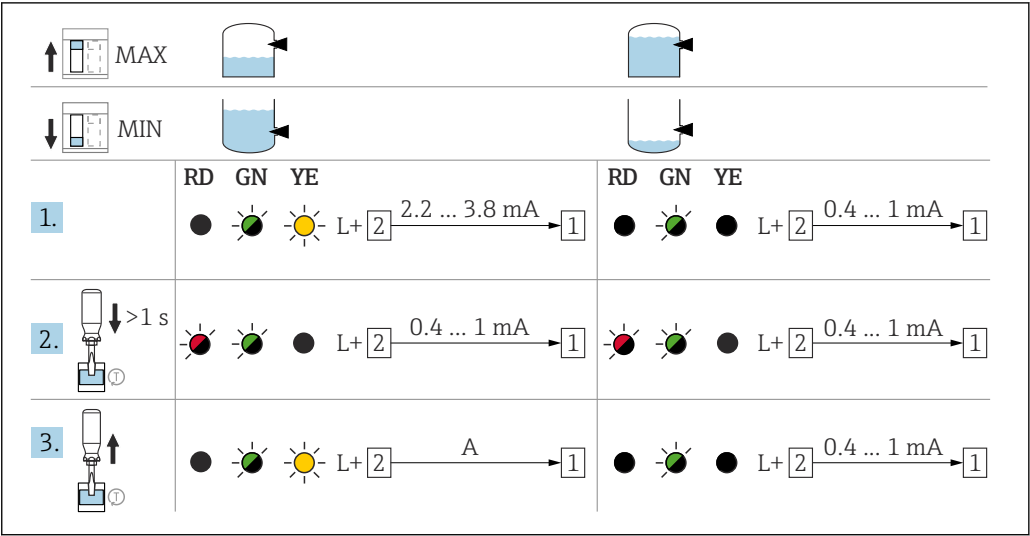 MAX
MIN
RD GN YE RD GN YE
1. L+ 2 2.2 ... 3.8 mA 1 L+ 2 0.4 ... 1 mA 1
2. >1 s T L+ 2 0.4 ... 1 mA 1 L+ 2 0.4 ... 1 mA 1
3. T L+ 2 A 1 L+ 2 0.4 ... 1 mA 1